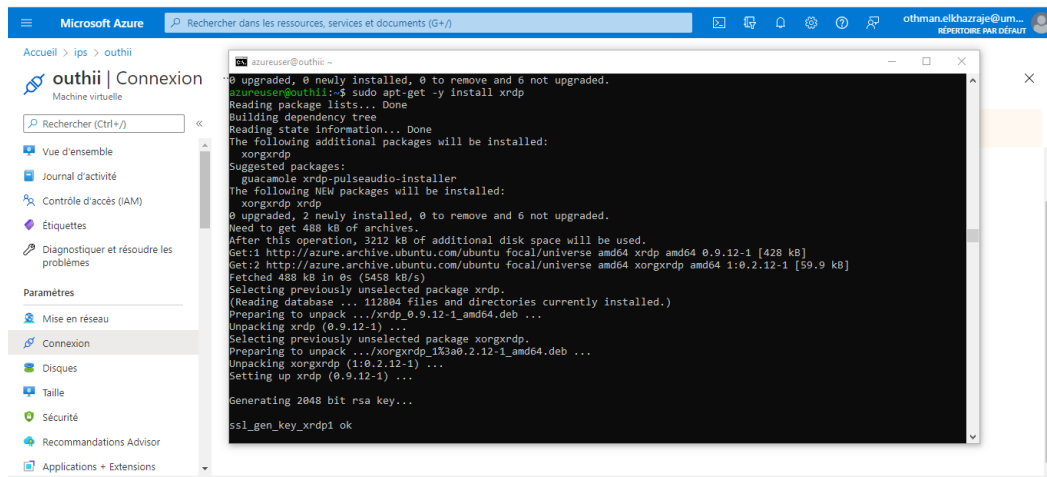 Microsoft Azure
Rechercher dans les ressources, services et documents (G+/)
othman.elkhazraje@um...
RÉPERTOIRE PAR DÉFAUT
Accueil > ips > outhii
outhii | Connexion
Machine virtuelle
Rechercher (Ctrl+/)
Vue d'ensemble
Journal d'activité
Contrôle d'accès (IAM)
Étiquettes
Diagnostiquer et résoudre les
problèmes
Paramètres
Mise en réseau
Connexion
Disques
Taille
Sécurité
Recommandations Advisor
Applications + Extensions
azureuser@outhii: ~
0 upgraded, 0 newly installed, 0 to remove and 6 not upgraded.
azureuser@outhii:~$ sudo apt-get -y install xrdp
Reading package lists... Done
Building dependency tree
Reading state information... Done
The following additional packages will be installed:
xorgxrdp
Suggested packages:
guacamole xrdp-pulseaudio-installer
The following NEW packages will be installed:
xorgxrdp xrdp
0 upgraded, 2 newly installed, 0 to remove and 6 not upgraded.
Need to get 488 kB of archives.
After this operation, 3212 kB of additional disk space will be used.
Get:1 http://azure.archive.ubuntu.com/ubuntu focal/universe amd64 xrdp amd64 0.9.12-1 [428 kB]
Get:2 http://azure.archive.ubuntu.com/ubuntu focal/universe amd64 xorgxrdp amd64 1:0.2.12-1 [59.9 kB]
Fetched 488 kB in 0s (5458 kB/s)
Selecting previously unselected package xrdp.
(Reading database ... 112804 files and directories currently installed.)
Preparing to unpack .../xrdp_0.9.12-1_amd64.deb ...
Unpacking xrdp (0.9.12-1) ...
Selecting previously unselected package xorgxrdp.
Preparing to unpack .../xorgxrdp_1%3a0.2.12-1_amd64.deb ...
Unpacking xorgxrdp (1:0.2.12-1) ...
Setting up xrdp (0.9.12-1) ...
Generating 2048 bit rsa key...
ssl_gen_key_xrdp1 ok